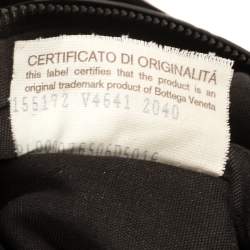 CERTIFICATO DI ORIGINALITÁ
this label certifies that the product is an
original trademark product of Bottega Veneta
155172 V4641 2040